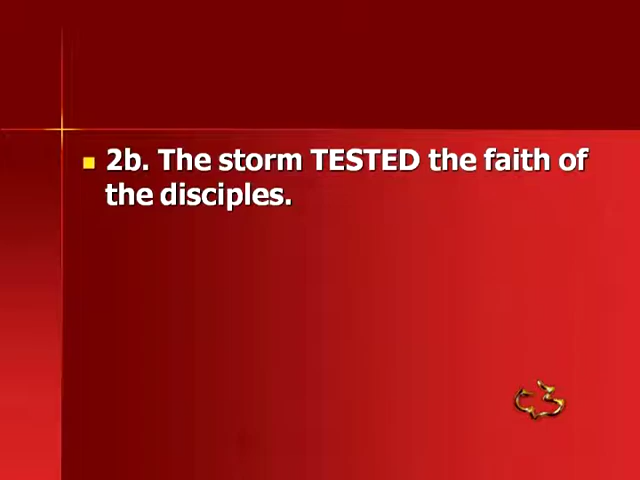 2b. The storm TESTED the faith of
the disciples.